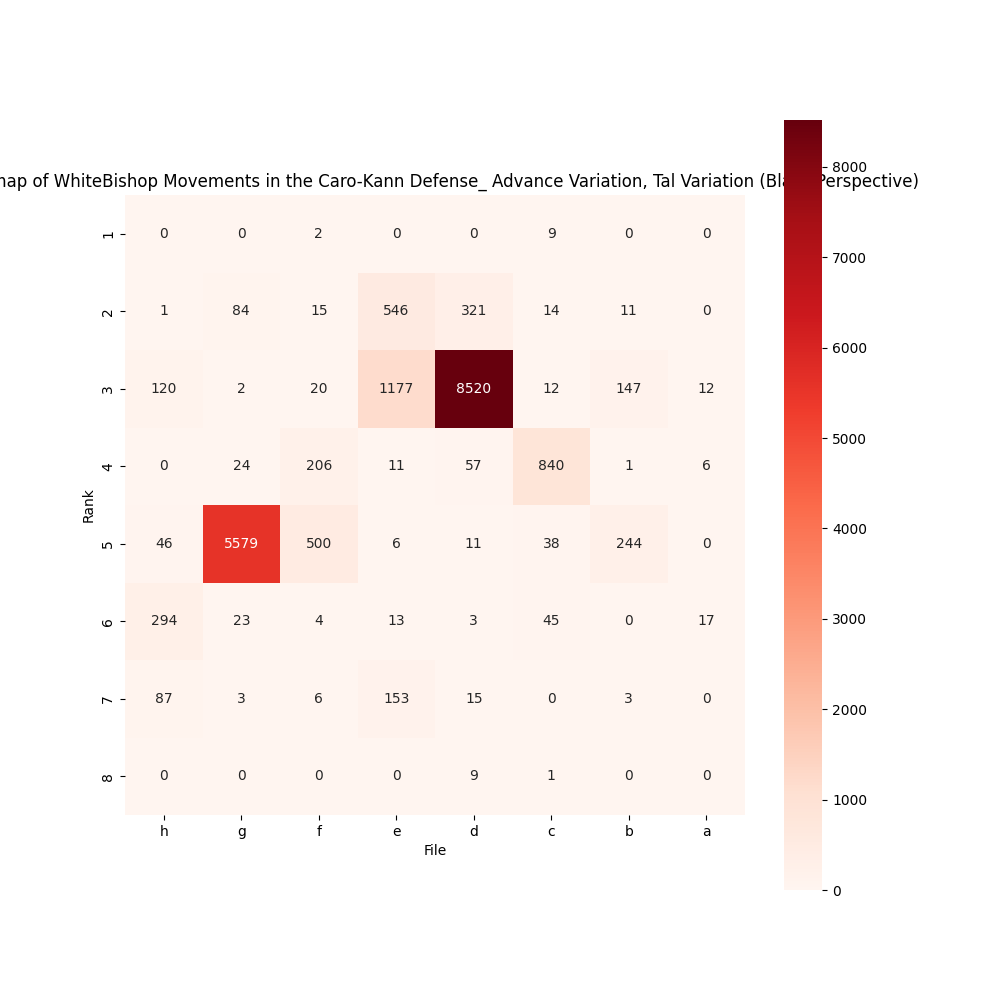 map of WhiteBishop Movements in the Caro-Kann Defense_ Advance Variation, Tal Variation (Black Perspective)
Rank
1 0 0 2 0 0 9 0 0
2 1 84 15 546 321 14 11 0
3 120 2 20 1177 8520 12 147 12
4 0 24 206 11 57 840 1 6
5 46 5579 500 6 11 38 244 0
6 294 23 4 13 3 45 0 17
7 87 3 6 153 15 0 3 0
8 0 0 0 0 9 1 0 0
h g f e d c b a
File
8000
7000
6000
5000
4000
3000
2000
1000
0